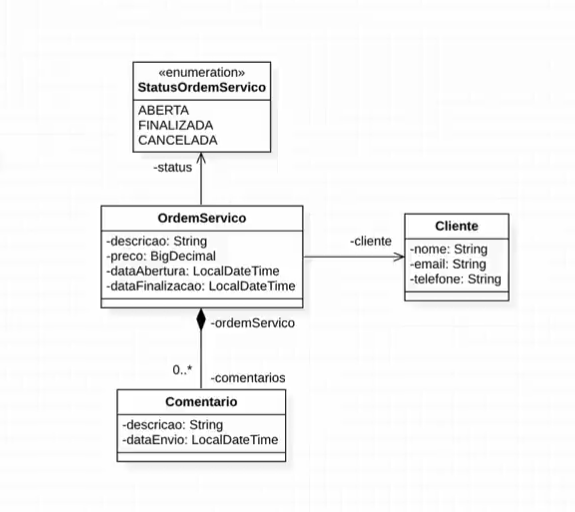 «enumeration»
StatusOrdemServico
ABERTA
FINALIZADA
CANCELADA
-status
OrdemServico
-descricao: String
-preco: BigDecimal
-dataAbertura: LocalDateTime
-dataFinalizacao: LocalDateTime
-cliente
Cliente
-nome: String
-email: String
-telefone: String
-ordemServico
0..*
-comentarios
Comentario
-descricao: String
-dataEnvio: LocalDateTime